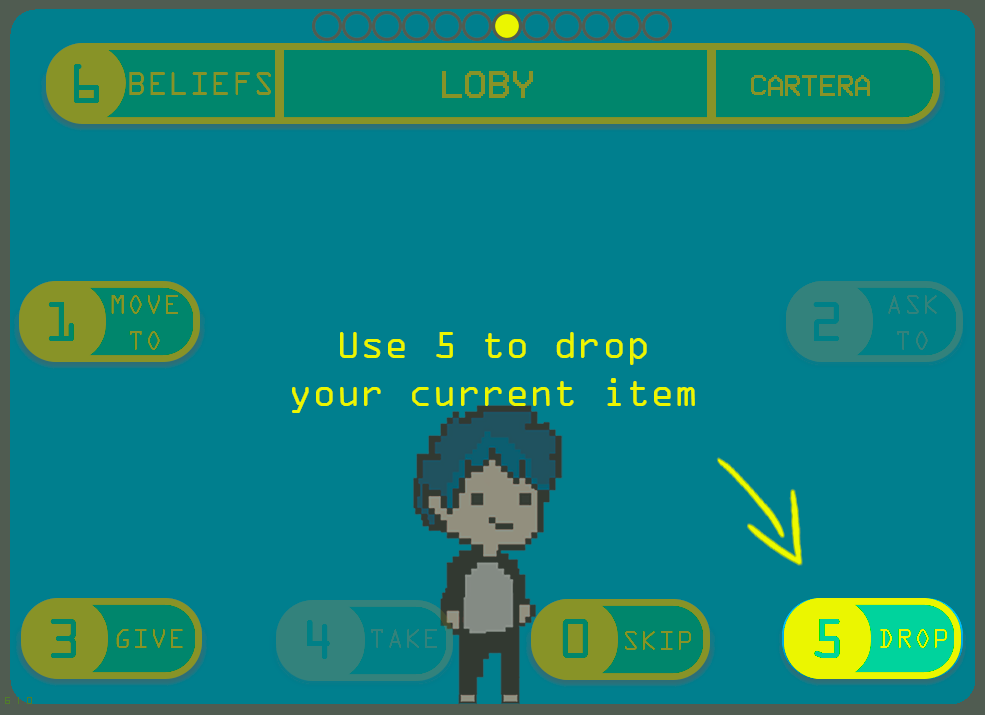 6 BELIEFS LOBY CARTERA
1 MOVE TO
2 ASK TO
Use 5 to drop
your current item
3 GIVE
4 TAKE
0 SKIP
5 DROP